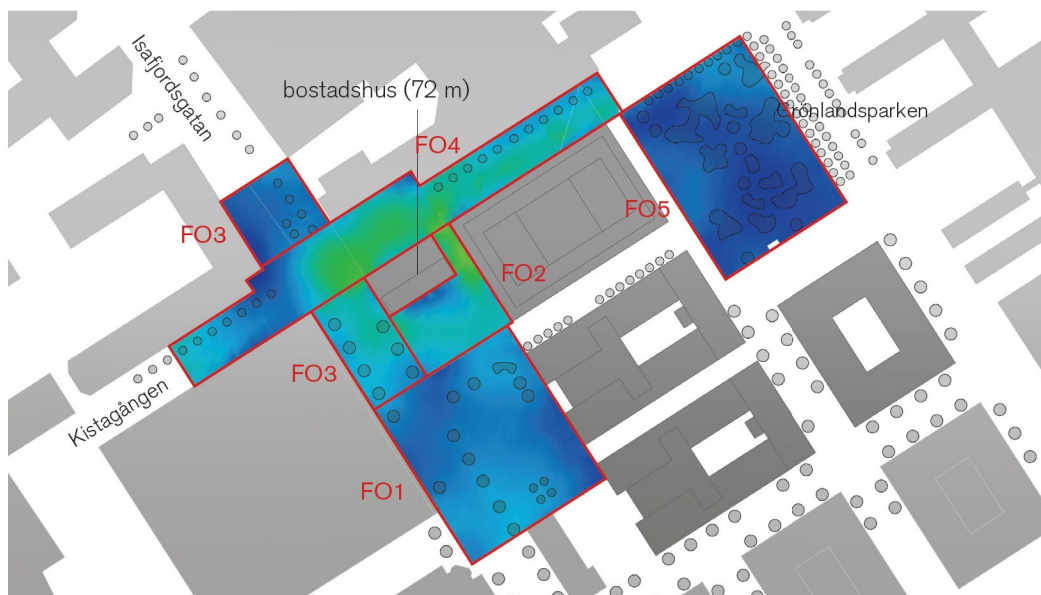 Isafjordsgatan
bostadshus (72 m)
Grönlandsparken
FO4
FO5
FO3
FO2
FO3
Kistagången
FO1